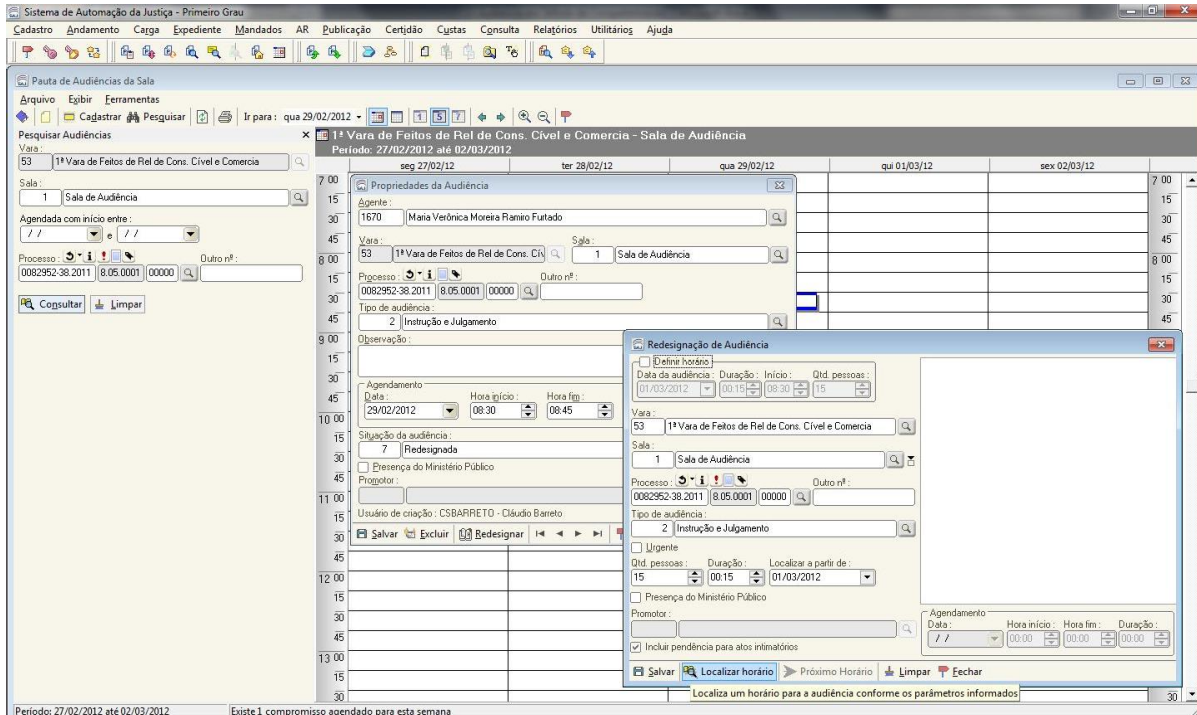 Sistema de Automação da Justiça - Primeiro Grau
Cadastro Andamento Carga Expediente Mandados AR Publicação Certidão Custas Consulta Relatórios Utilitários Ajuda
Pauta de Audiências da Sala
Arquivo Exibir Ferramentas
Cadastrar Pesquisar Ir para : qua 29/02/2012 1 5 7
Pesquisar Audiências
Vara :
53 1ª Vara de Feitos de Rel de Cons. Cível e Comercia
Sala :
1 Sala de Audiência
Agendada com início entre :
/ / e / /
Processo : Outro nº :
0082952-38.2011 8.05.0001 00000
Consultar Limpar
1ª Vara de Feitos de Rel de Cons. Cível e Comercia - Sala de Audiência
Período: 27/02/2012 até 02/03/2012
seg 27/02/12 ter 28/02/12 qua 29/02/12 qui 01/03/12 sex 02/03/12
7 00 7 00
15 15
30 30
45 45
8 00 8 00
15 15
30 30
45 45
9 00
15
30
45
10 00
15
30
45
11 00
15
30
45
12 00
15
30
45
13 00
15
30 30
Propriedades da Audiência
Agente :
1670 Maria Verônica Moreira Ramiro Furtado
Vara : Sala :
53 1ª Vara de Feitos de Rel de Cons. Cív 1 Sala de Audiência
Processo : Outro nº :
0082952-38.2011 8.05.0001 00000
Tipo de audiência :
2 Instrução e Julgamento
Observação :
Agendamento
Data : Hora início : Hora fim :
29/02/2012 08:30 08:45
Situação da audiência :
7 Redesignada
Presença do Ministério Público
Promotor :
Usuário de criação : CSBARRETO - Cláudio Barreto
Salvar Excluir Redesignar
Redesignação de Audiência
Definir horário
Data da audiência : Duração : Início : Qtd. pessoas :
01/03/2012 00:15 08:30 15
Vara :
53 1ª Vara de Feitos de Rel de Cons. Cível e Comercia
Sala :
1 Sala de Audiência
Processo : Outro nº :
0082952-38.2011 8.05.0001 00000
Tipo de audiência :
2 Instrução e Julgamento
Urgente
Qtd. pessoas : Duração : Localizar a partir de :
15 00:15 01/03/2012
Presença do Ministério Público
Promotor :
Incluir pendência para atos intimatórios
Agendamento
Data : Hora início : Hora fim : Duração :
/ / 00:00 00:00 00:00
Salvar Localizar horário Próximo Horário Limpar Fechar
Localiza um horário para a audiência conforme os parâmetros informados
Período: 27/02/2012 até 02/03/2012 Existe 1 compromisso agendado para esta semana